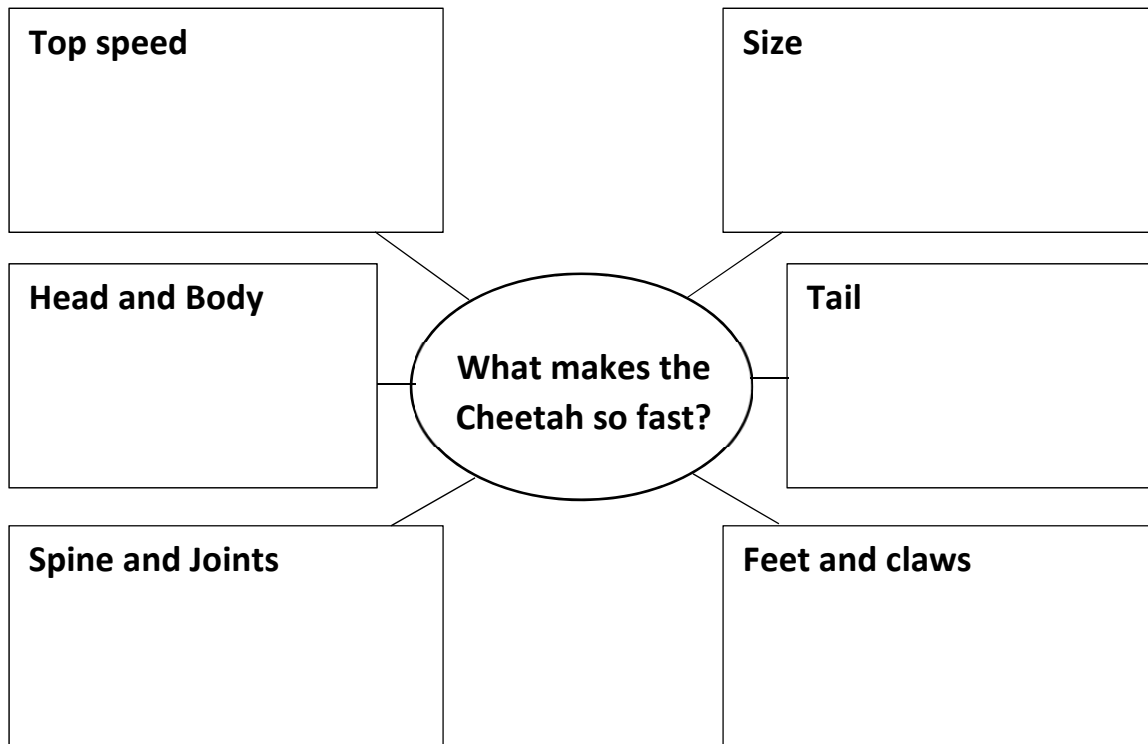 Top speed
Size
Head and Body
Tail
What makes the
Cheetah so fast?
Spine and Joints
Feet and claws